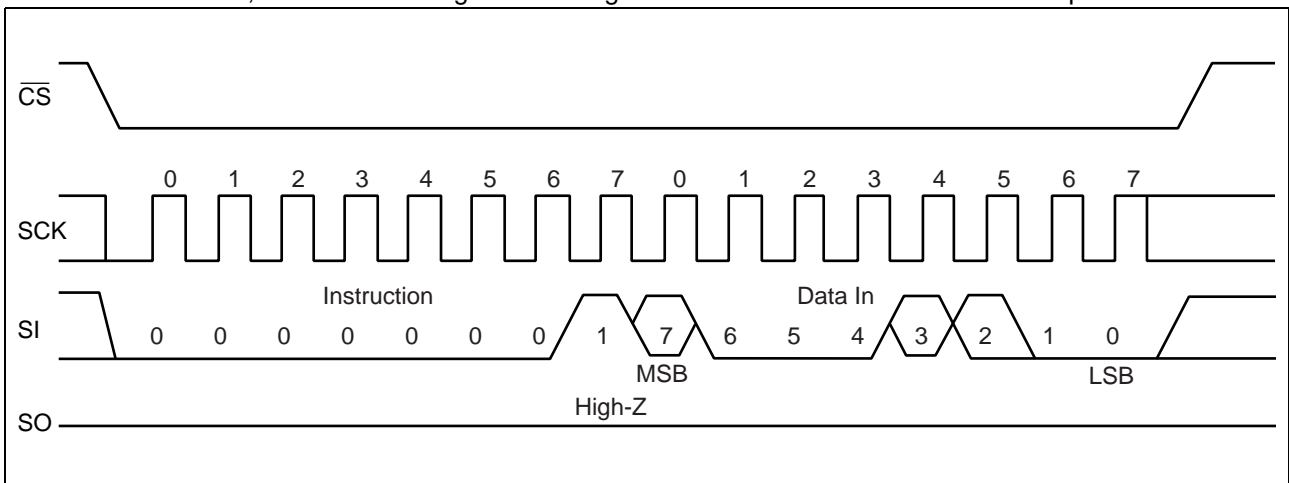 CS
0 1 2 3 4 5 6 7 0 1 2 3 4 5 6 7
SCK
Instruction Data In
SI 0 0 0 0 0 0 0 1 7 6 5 4 3 2 1 0
MSB LSB
High-Z
SO